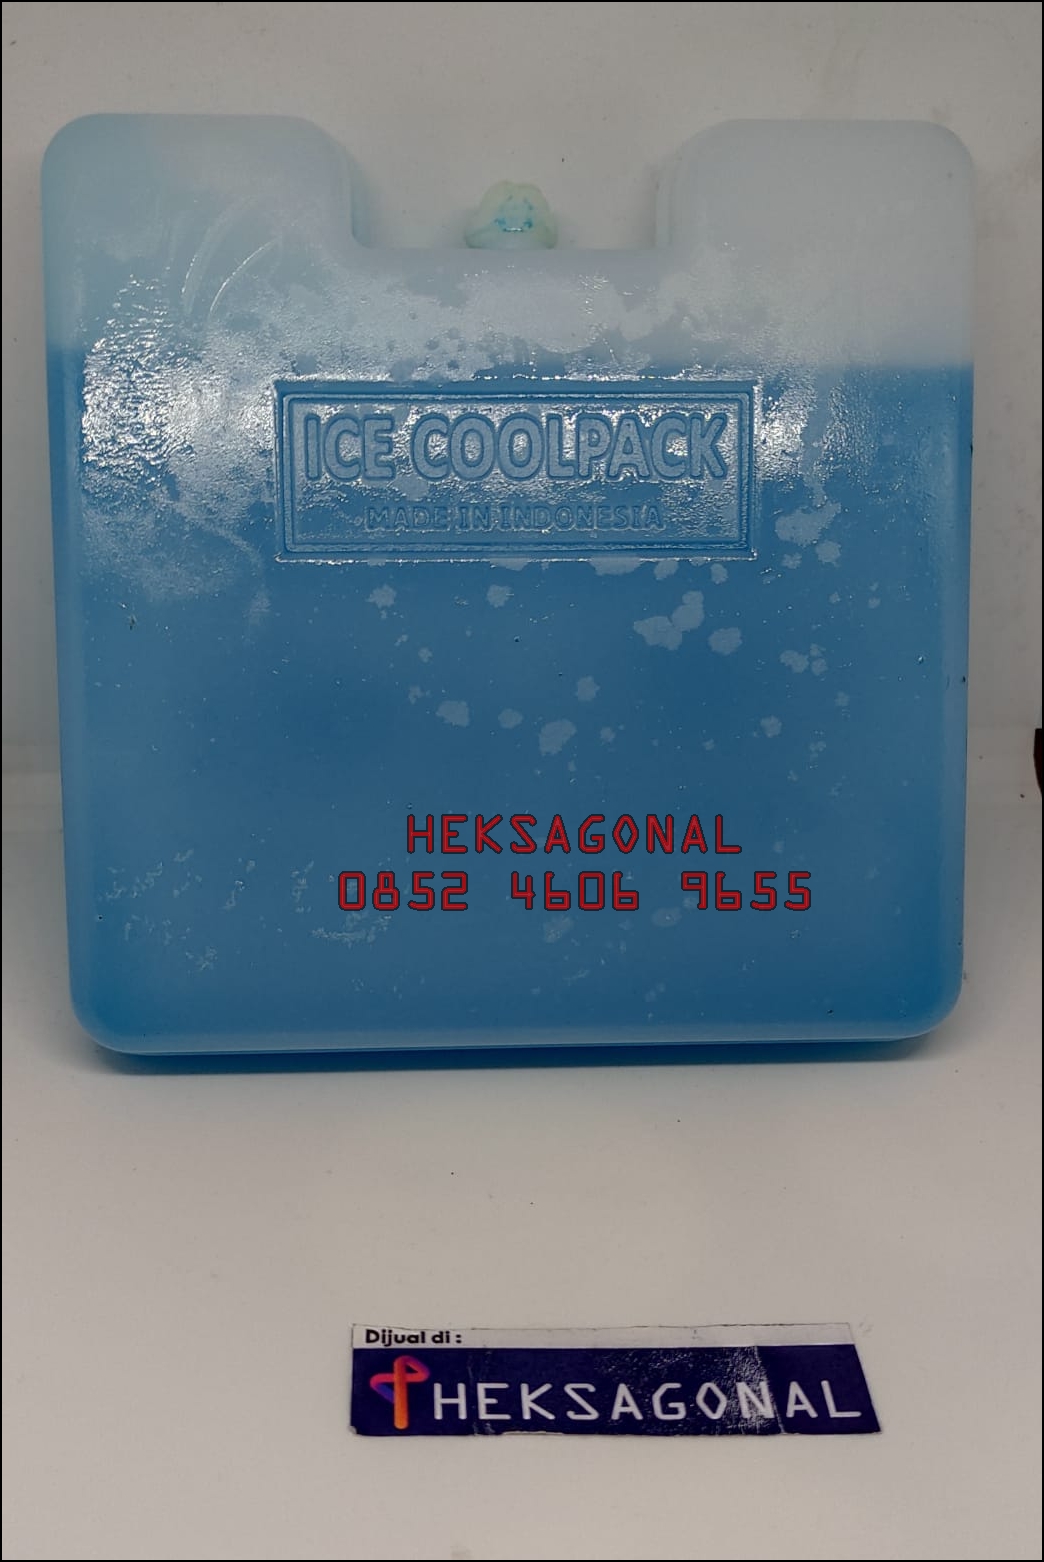 ICE COOLPACK
MADE IN INDONESIA
HEKSAGONAL
0852 4606 9655
Dijual di :
HEKSAGONAL